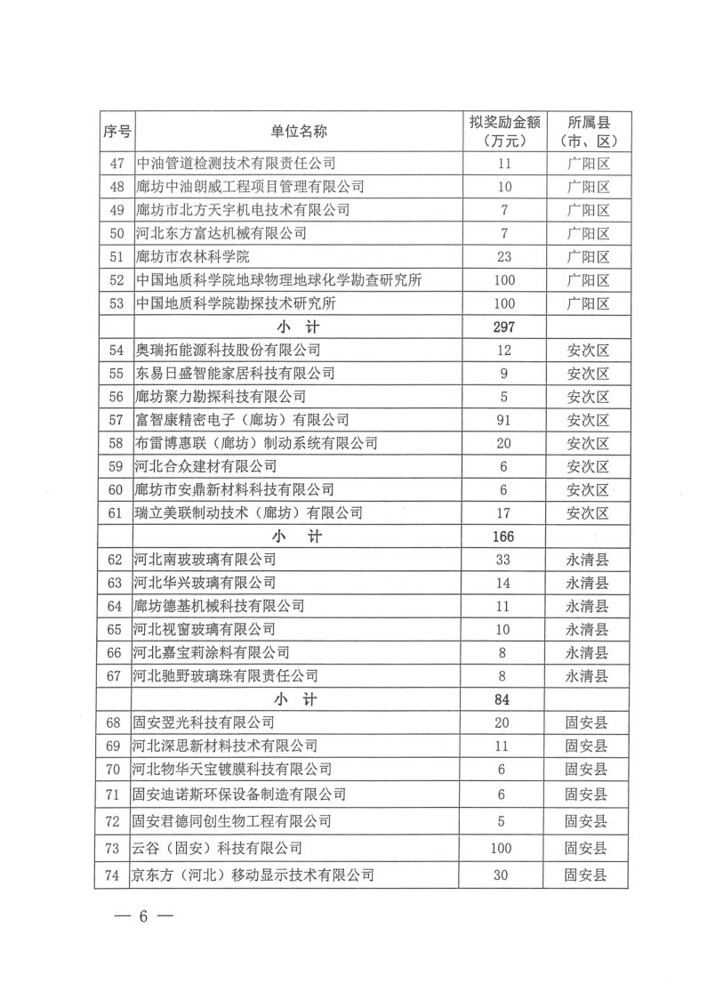 序号 单位名称 拟奖励金额（万元） 所属县（市、区）
47 中油管道检测技术有限责任公司 11 广阳区
48 廊坊中油朗威工程项目管理有限公司 10 广阳区
49 廊坊市北方天宇机电技术有限公司 7 广阳区
50 河北东方富达机械有限公司 7 广阳区
51 廊坊市农林科学院 23 广阳区
52 中国地质科学院地球物理地球化学勘查研究所 100 广阳区
53 中国地质科学院勘探技术研究所 100 广阳区
小 计 297
54 奥瑞拓能源科技股份有限公司 12 安次区
55 东易日盛智能家居科技有限公司 9 安次区
56 廊坊聚力勘探科技有限公司 5 安次区
57 富智康精密电子（廊坊）有限公司 91 安次区
58 布雷博惠联（廊坊）制动系统有限公司 20 安次区
59 河北合众建材有限公司 6 安次区
60 廊坊市安鼎新材料科技有限公司 6 安次区
61 瑞立美联制动技术（廊坊）有限公司 17 安次区
小 计 166
62 河北南玻玻璃有限公司 33 永清县
63 河北华兴玻璃有限公司 14 永清县
64 廊坊德基机械科技有限公司 11 永清县
65 河北视窗玻璃有限公司 10 永清县
66 河北嘉宝莉涂料有限公司 8 永清县
67 河北驰野玻璃珠有限责任公司 8 永清县
小 计 84
68 固安翌光科技有限公司 20 固安县
69 河北深思新材料技术有限公司 11 固安县
70 河北物华天宝镀膜科技有限公司 6 固安县
71 固安迪诺斯环保设备制造有限公司 6 固安县
72 固安君德同创生物工程有限公司 5 固安县
73 云谷（固安）科技有限公司 100 固安县
74 京东方（河北）移动显示技术有限公司 30 固安县
— 6 —